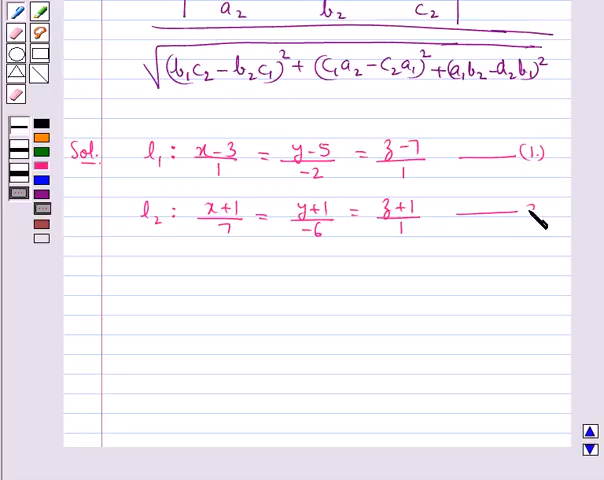 | a₂ b₂ c₂ |
√(b₁c₂ − b₂c₁)² + (c₁a₂ − c₂a₁)² + (a₁b₂ − a₂b₁)²
Sol. l₁ : x−3/1 = y−5/-2 = z−7/1 —— (1.)
l₂ : x+1/7 = y+1/-6 = z+1/1 ——